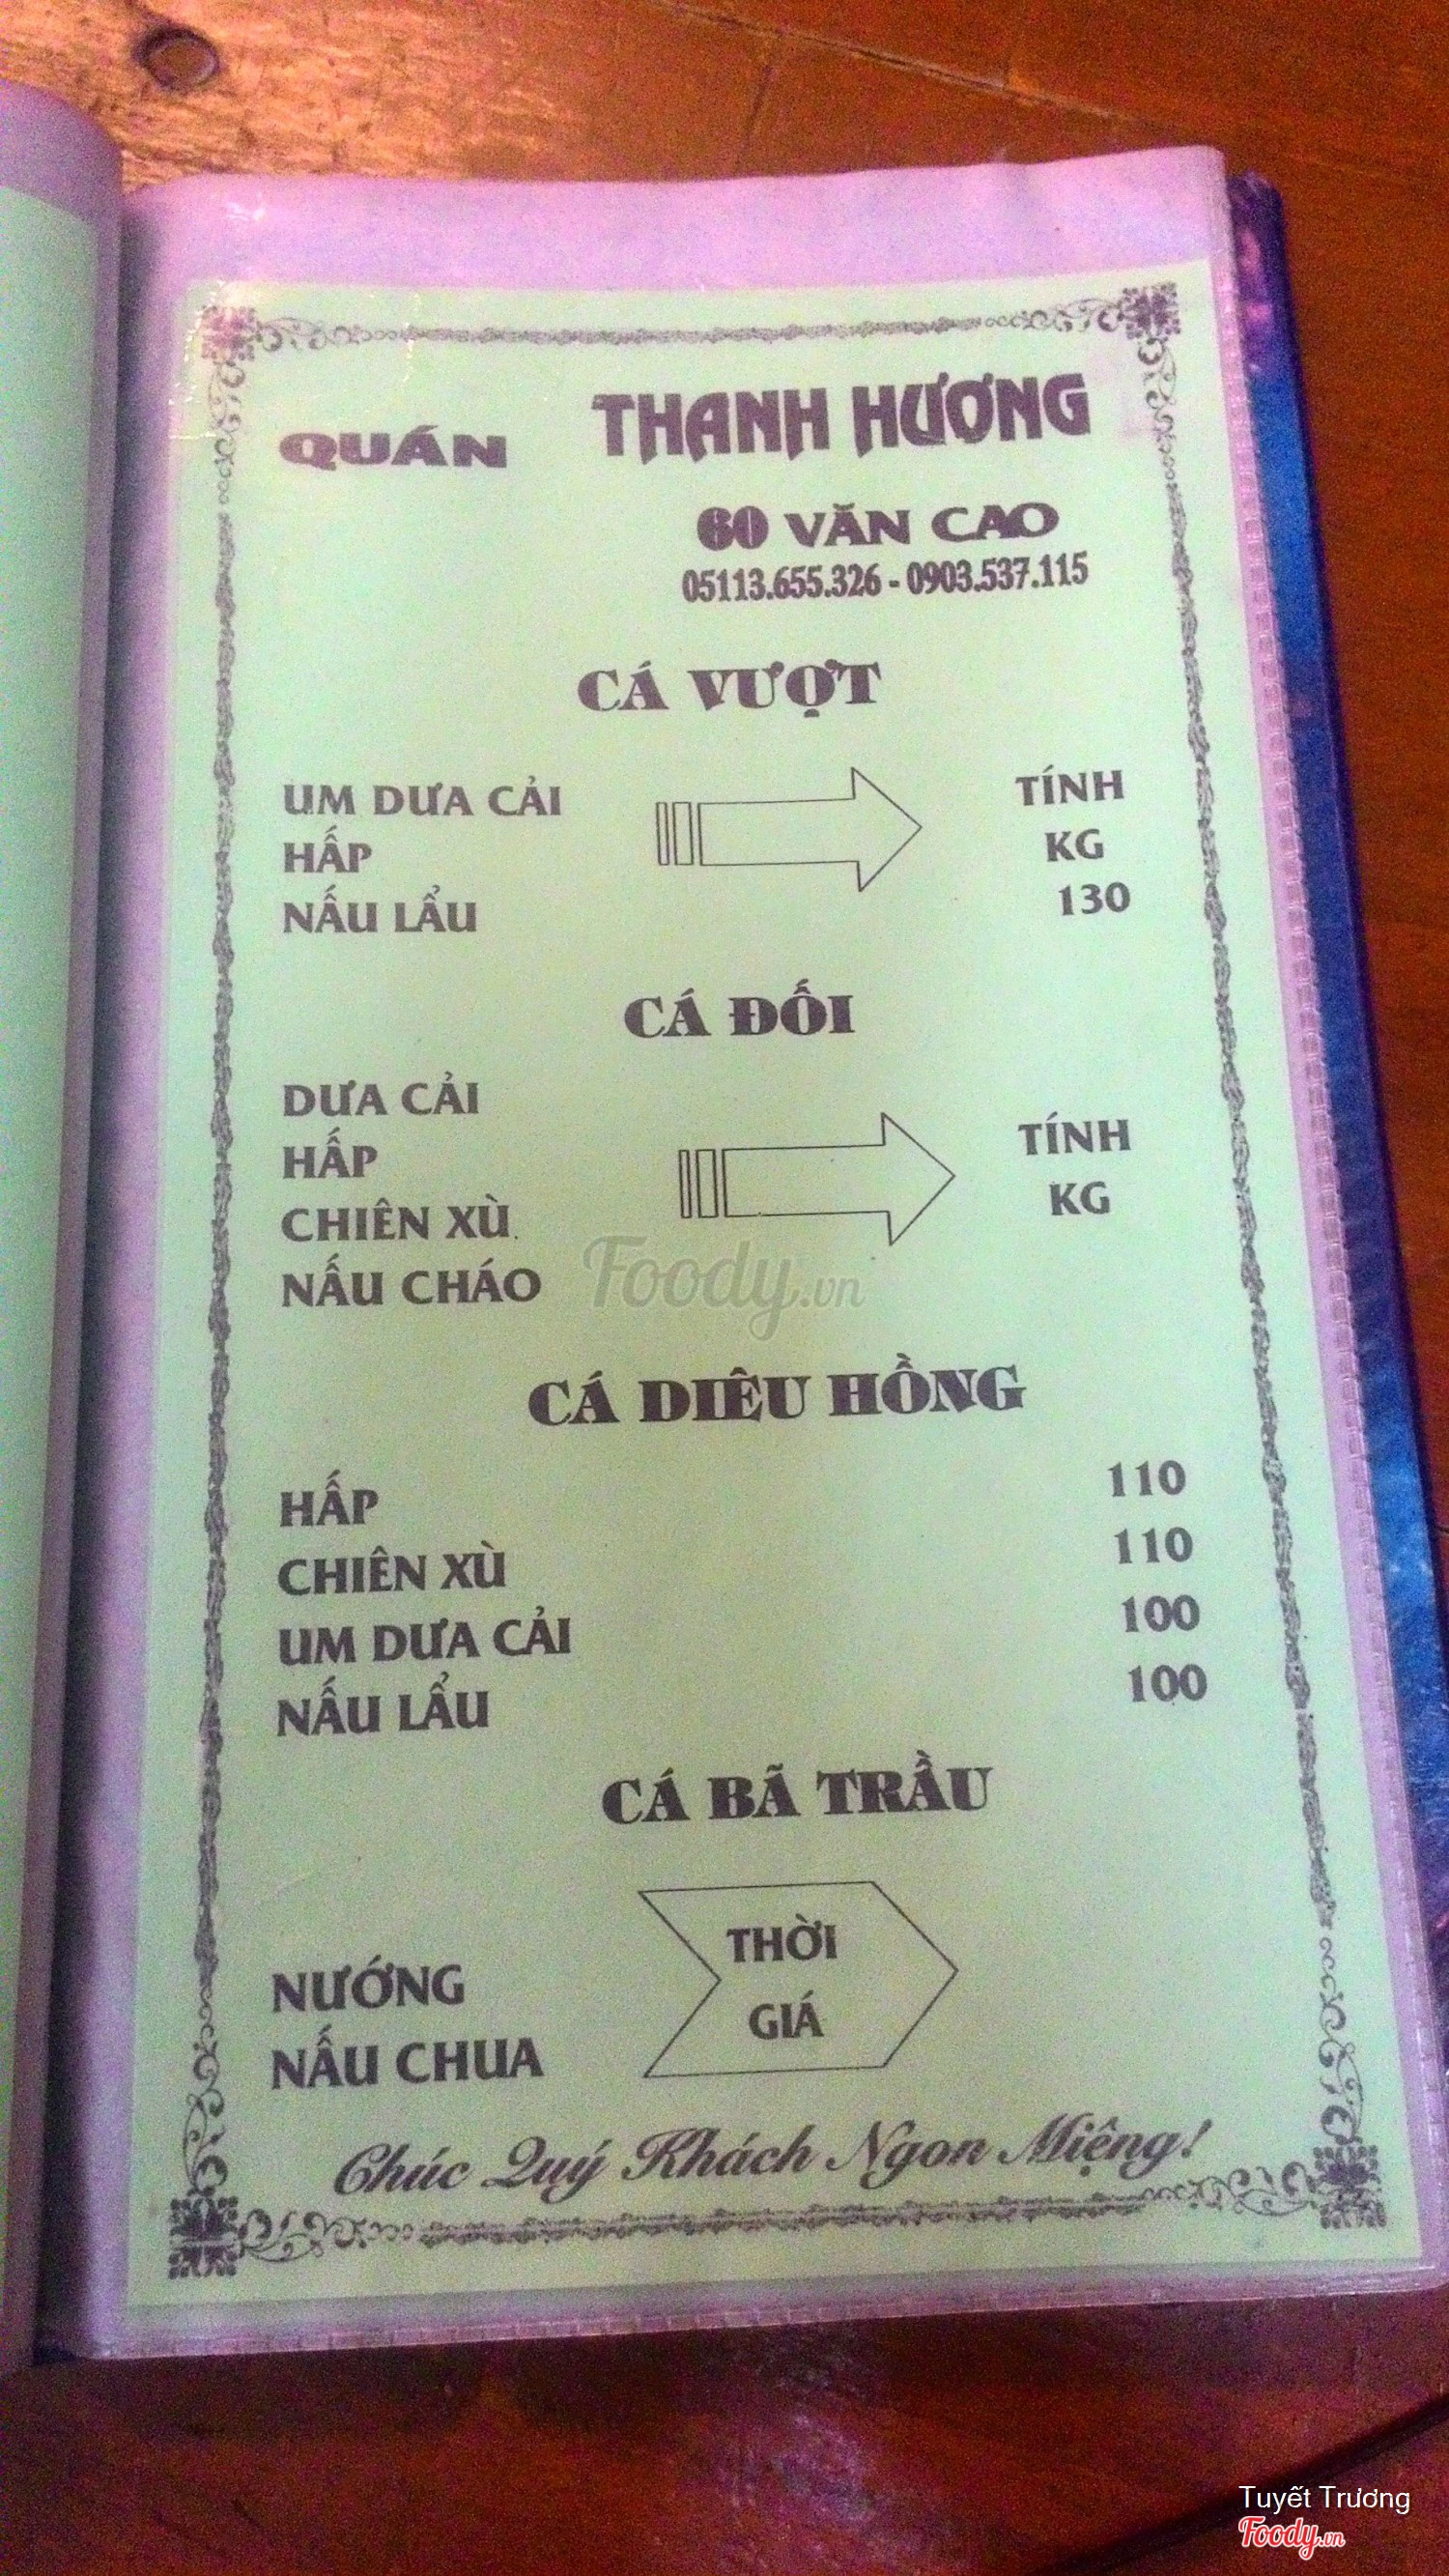 QUÁN THANH HƯƠNG
60 VĂN CAO
05113.655.326 - 0903.537.115
CÁ VƯỢT
UM DƯA CẢI
HẤP
NẤU LẨU
TÍNH
KG
130
CÁ ĐỐI
DƯA CẢI
HẤP
CHIÊN XÙ
NẤU CHÁO
TÍNH
KG
Foody.vn
CÁ DIÊU HỒNG
HẤP 110
CHIÊN XÙ 110
UM DƯA CẢI 100
NẤU LẨU 100
CÁ BÃ TRẦU
NƯỚNG
NẤU CHUA
THỜI
GIÁ
Chúc Quý Khách Ngon Miệng!
Tuyết Trương
Foody.vn